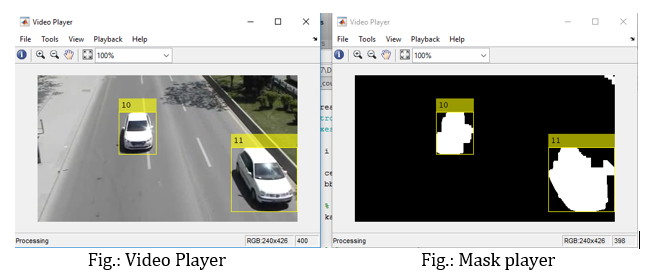 Video Player
File Tools View Playback Help
100%
10
11
Processing
RGB:240x426 400
Fig.: Video Player
Video Player
File Tools View Playback Help
100%
10
11
Processing
RGB:240x426 398
Fig.: Mask player